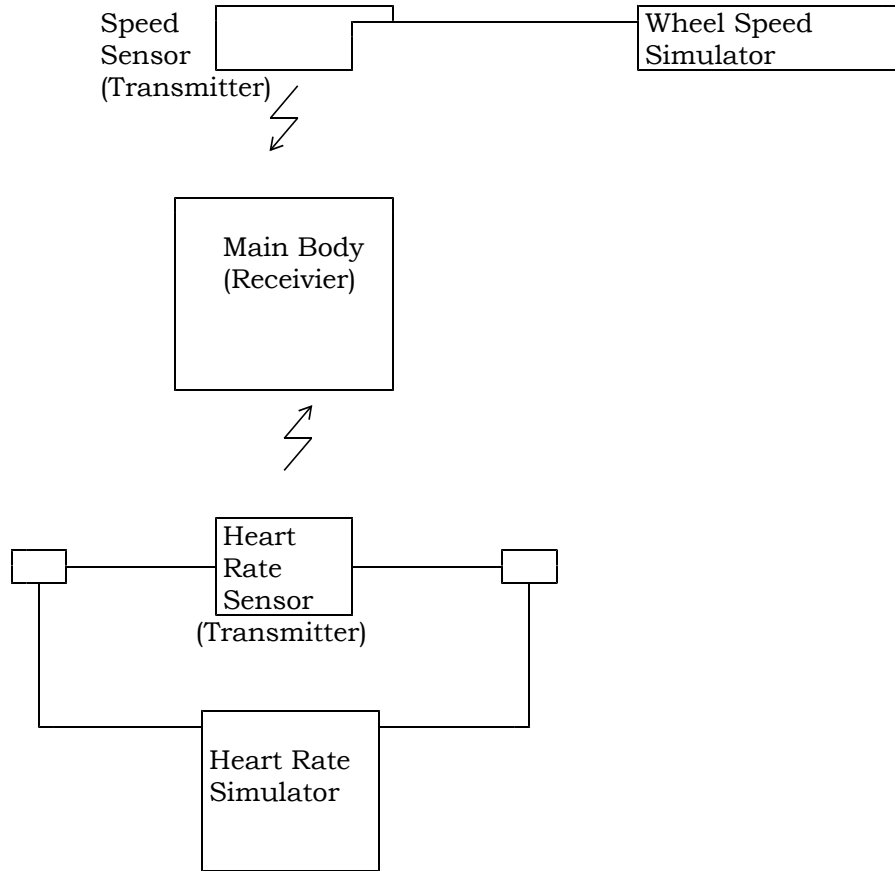 Speed
Sensor
(Transmitter)
Wheel Speed
Simulator
Main Body
(Receivier)
Heart
Rate
Sensor
(Transmitter)
Heart Rate
Simulator